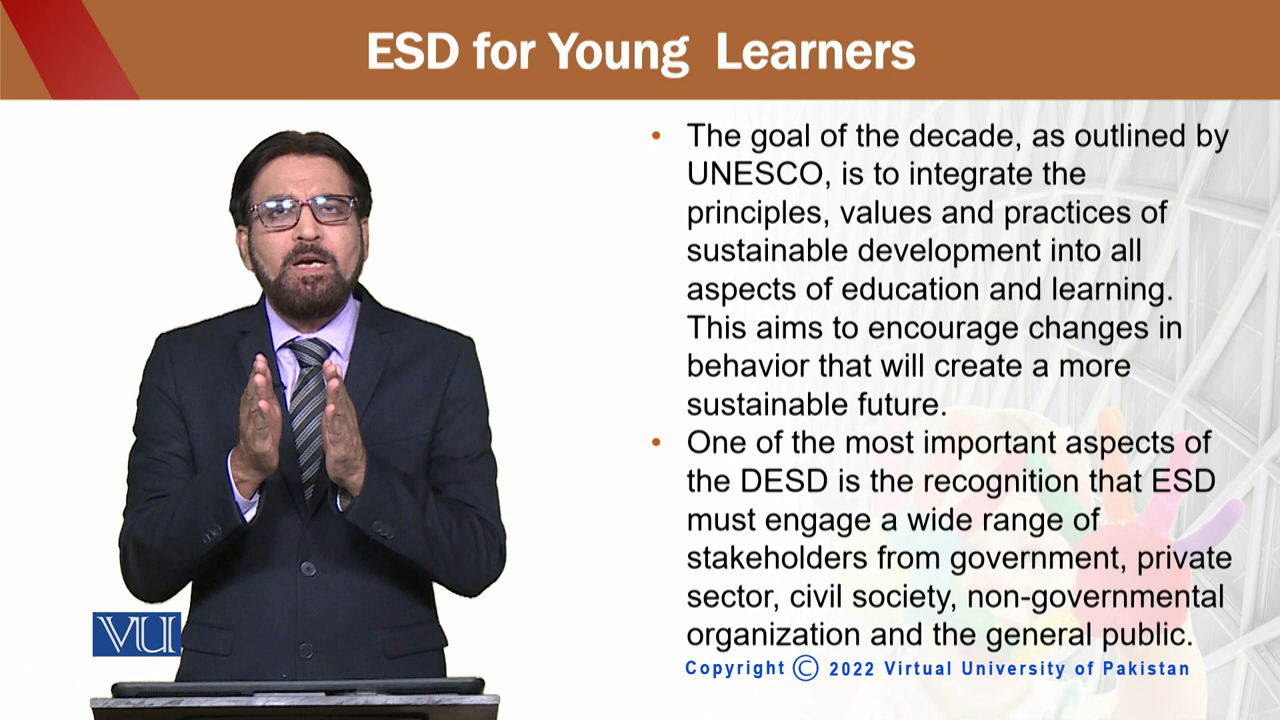 ESD for Young Learners
• The goal of the decade, as outlined by
UNESCO, is to integrate the
principles, values and practices of
sustainable development into all
aspects of education and learning.
This aims to encourage changes in
behavior that will create a more
sustainable future.
• One of the most important aspects of
the DESD is the recognition that ESD
must engage a wide range of
stakeholders from government, private
sector, civil society, non-governmental
organization and the general public.
VU
Copyright © 2022 Virtual University of Pakistan